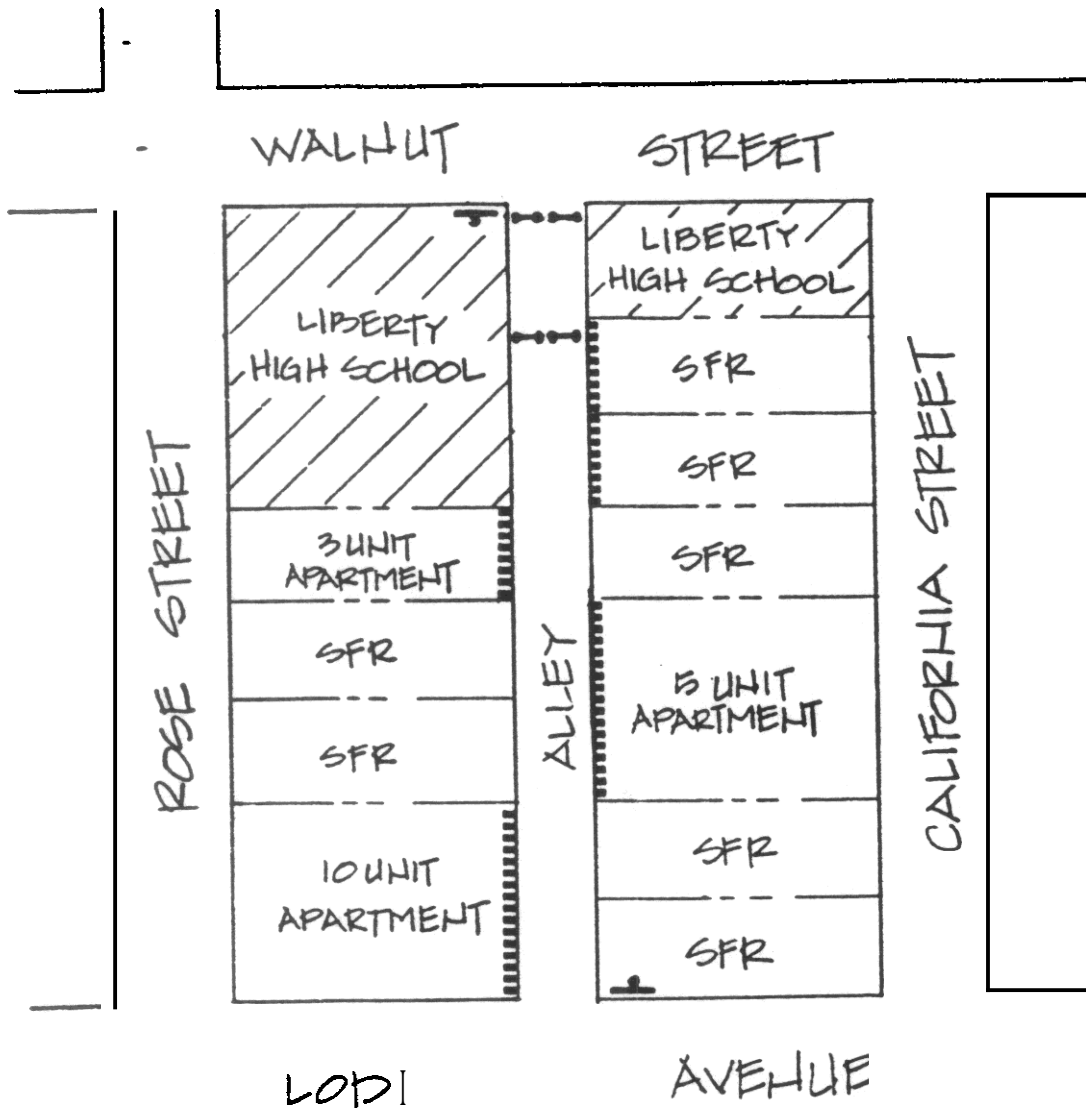 WALNUT STREET
LIBERTY
HIGH SCHOOL
LIBERTY
HIGH SCHOOL
SFR
SFR
SFR
3 UNIT
APARTMENT
SFR
SFR
10 UNIT
APARTMENT
5 UNIT
APARTMENT
SFR
SFR
ROSE STREET
ALLEY
CALIFORNIA STREET
LODI AVENUE